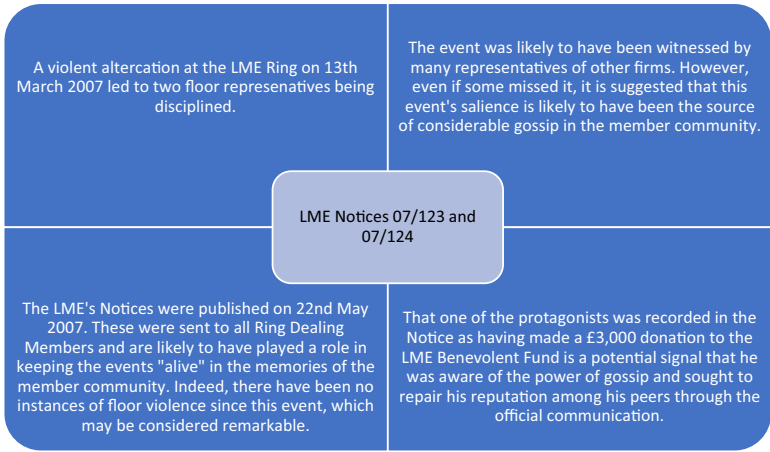 A violent altercation at the LME Ring on 13th
March 2007 led to two floor represenatives being
disciplined.
The event was likely to have been witnessed by
many representatives of other firms. However,
even if some missed it, it is suggested that this
event's salience is likely to have been the source
of considerable gossip in the member community.
LME Notices 07/123 and
07/124
The LME's Notices were published on 22nd May
2007. These were sent to all Ring Dealing
Members and are likely to have played a role in
keeping the events "alive" in the memories of the
member community. Indeed, there have been no
instances of floor violence since this event, which
may be considered remarkable.
That one of the protagonists was recorded in the
Notice as having made a £3,000 donation to the
LME Benevolent Fund is a potential signal that he
was aware of the power of gossip and sought to
repair his reputation among his peers through the
official communication.